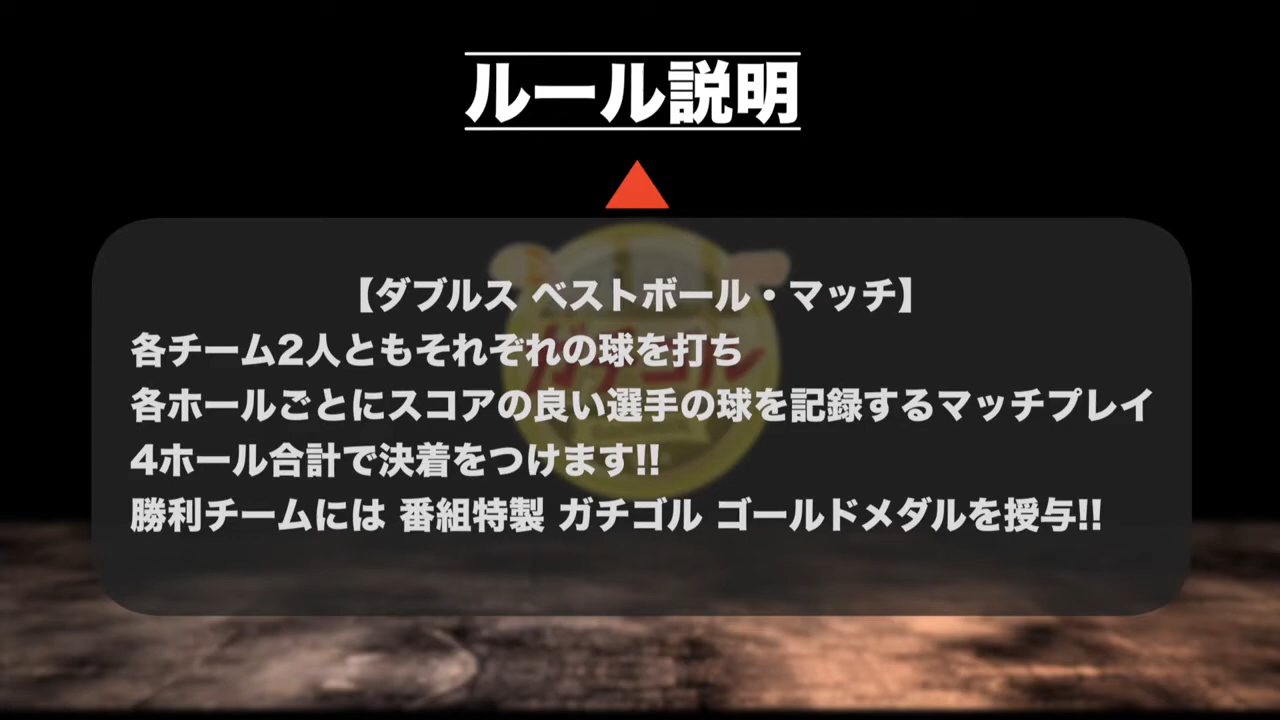 ルール説明
【ダブルス ベストボール・マッチ】
各チーム2人ともそれぞれの球を打ち
各ホールごとにスコアの良い選手の球を記録するマッチプレイ
4ホール合計で決着をつけます!!
勝利チームには 番組特製 ガチゴル ゴールドメダルを授与!!
ガチゴル